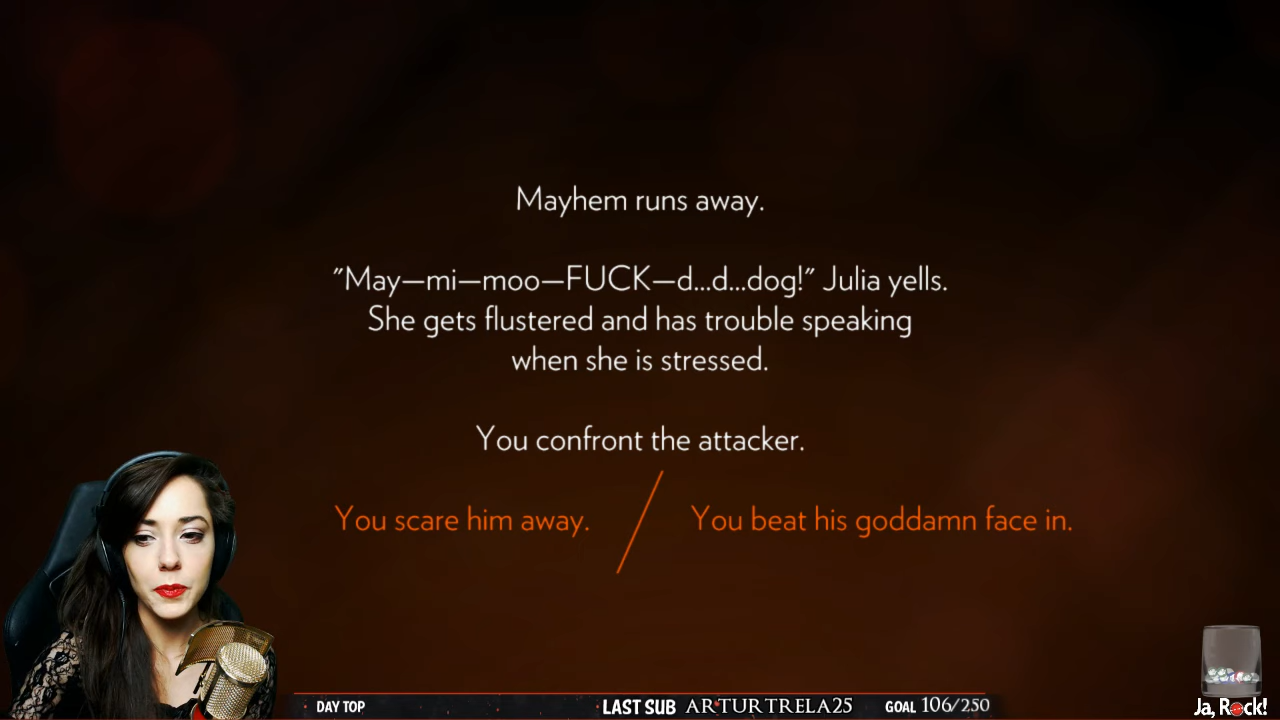 Mayhem runs away.
"May—mi—moo—FUCK—d...d...dog!" Julia yells.
She gets flustered and has trouble speaking
when she is stressed.
You confront the attacker.
You scare him away. / You beat his goddamn face in.
DAY TOP LAST SUB ARTUR TRELA25 GOAL 106/250
Ja, Rock!